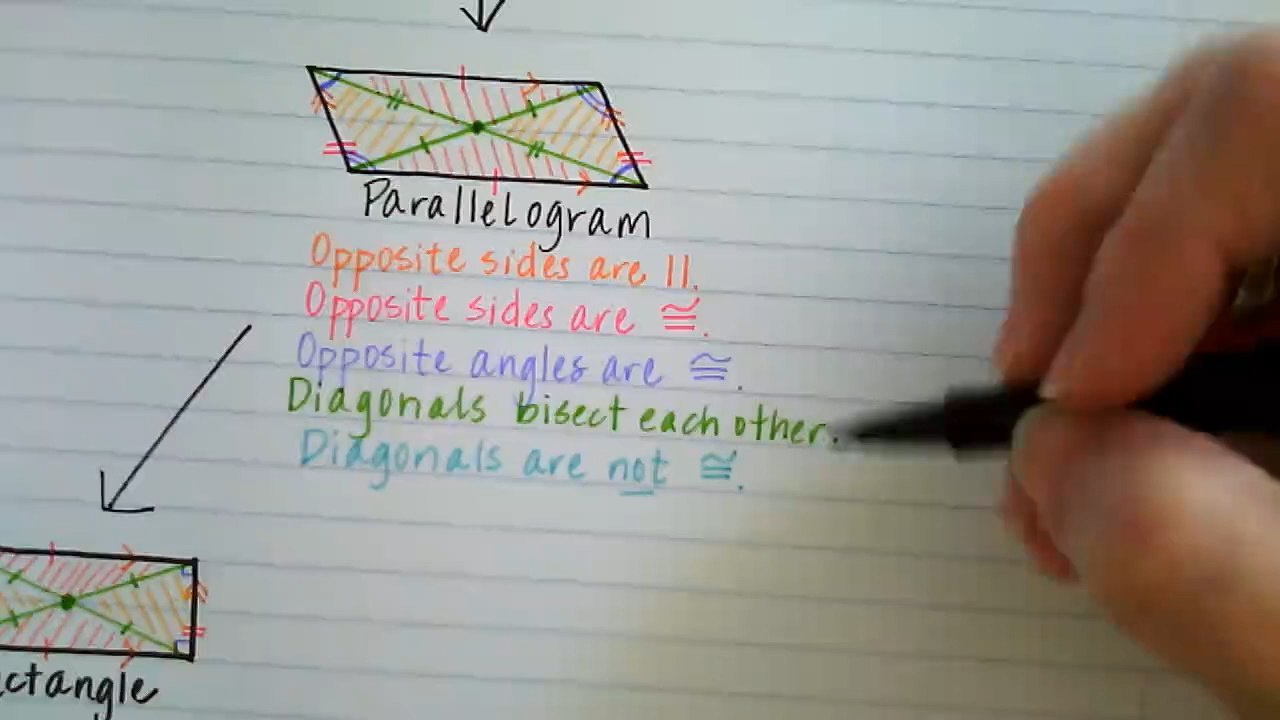 Parallelogram
Opposite sides are ||.
Opposite sides are ≅.
Opposite angles are ≅.
Diagonals bisect each other.
Diagonals are not ≅.
ctangle